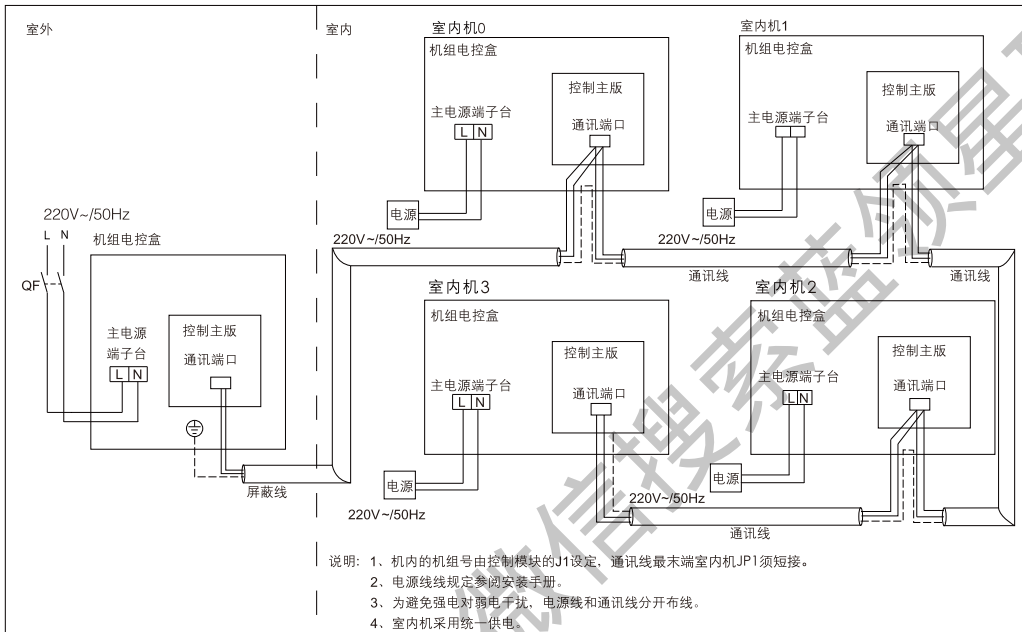 室外
室内
室内机0
机组电控盒
控制主版
主电源端子台
通讯端口
L N
电源
220V~/50Hz
室内机1
机组电控盒
控制主版
主电源端子台
通讯端口
电源
220V~/50Hz
通讯线
通讯线
220V~/50Hz
L N
QF
机组电控盒
主电源
端子台
L N
控制主版
通讯端口
屏蔽线
室内机3
机组电控盒
控制主版
主电源端子台
通讯端口
L N
电源
220V~/50Hz
室内机2
机组电控盒
控制主版
主电源端子台
通讯端口
L N
电源
220V~/50Hz
通讯线
说明：1、机内的机组号由控制模块的J1设定，通讯线最末端室内机JP1须短接。
2、电源线线规定参阅安装手册。
3、为避免强电对弱电干扰，电源线和通讯线分开布线。
4、室内机采用统一供电。
微信搜索蓝领星